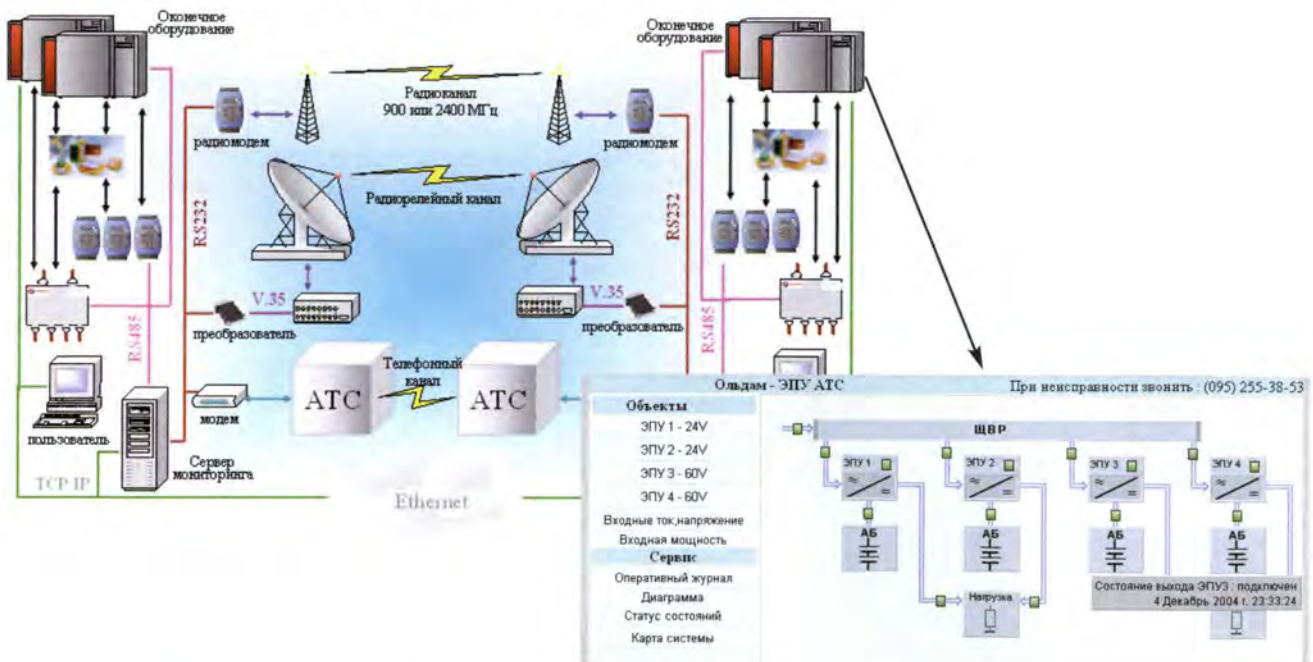 Оконечное
оборудование
Оконечное
оборудование
Радиоканал
900 или 2400 МГц
радиомодем
радиомодем
Радиорелейный канал
RS232
RS232
V.35
V.35
преобразователь
преобразователь
RS485
RS485
Телефонный
канал
АТС
АТС
модем
пользователь
Сервер
мониторинга
TCP IP
Ethernet
Ольдам - ЭПУ АТС
При неисправности звонить : (095) 255-38-53
Объекты
ЭПУ 1 - 24V
ЭПУ 2 - 24V
ЭПУ 3 - 60V
ЭПУ 4 - 60V
Входные ток,напряжение
Входная мощность
Сервис
Оперативный журнал
Диаграмма
Статус состояний
Карта системы
ЩВР
ЭПУ 1
ЭПУ 2
ЭПУ 3
ЭПУ 4
АБ
АБ
АБ
АБ
Нагрузка
Состояние выхода ЭПУ3 : подключен
4 Декабрь 2004 г. 23:33:24